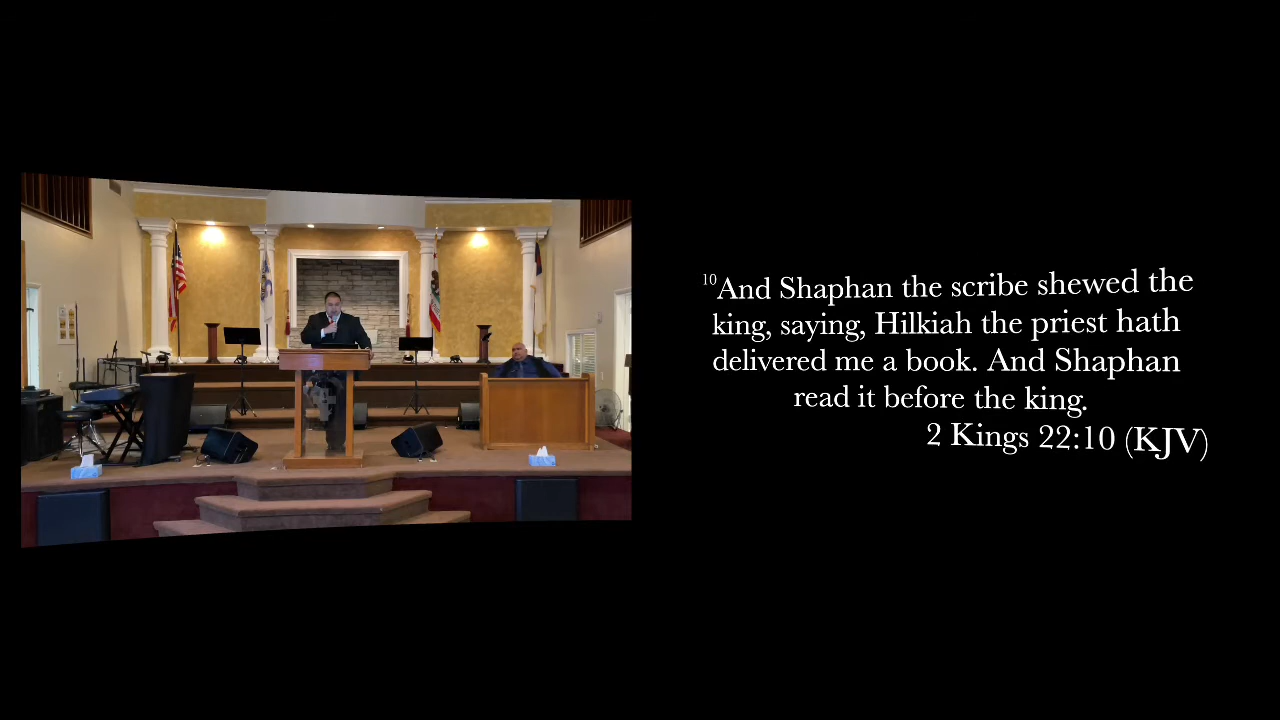 ¹⁰And Shaphan the scribe shewed the
king, saying, Hilkiah the priest hath
delivered me a book. And Shaphan
read it before the king.
2 Kings 22:10 (KJV)